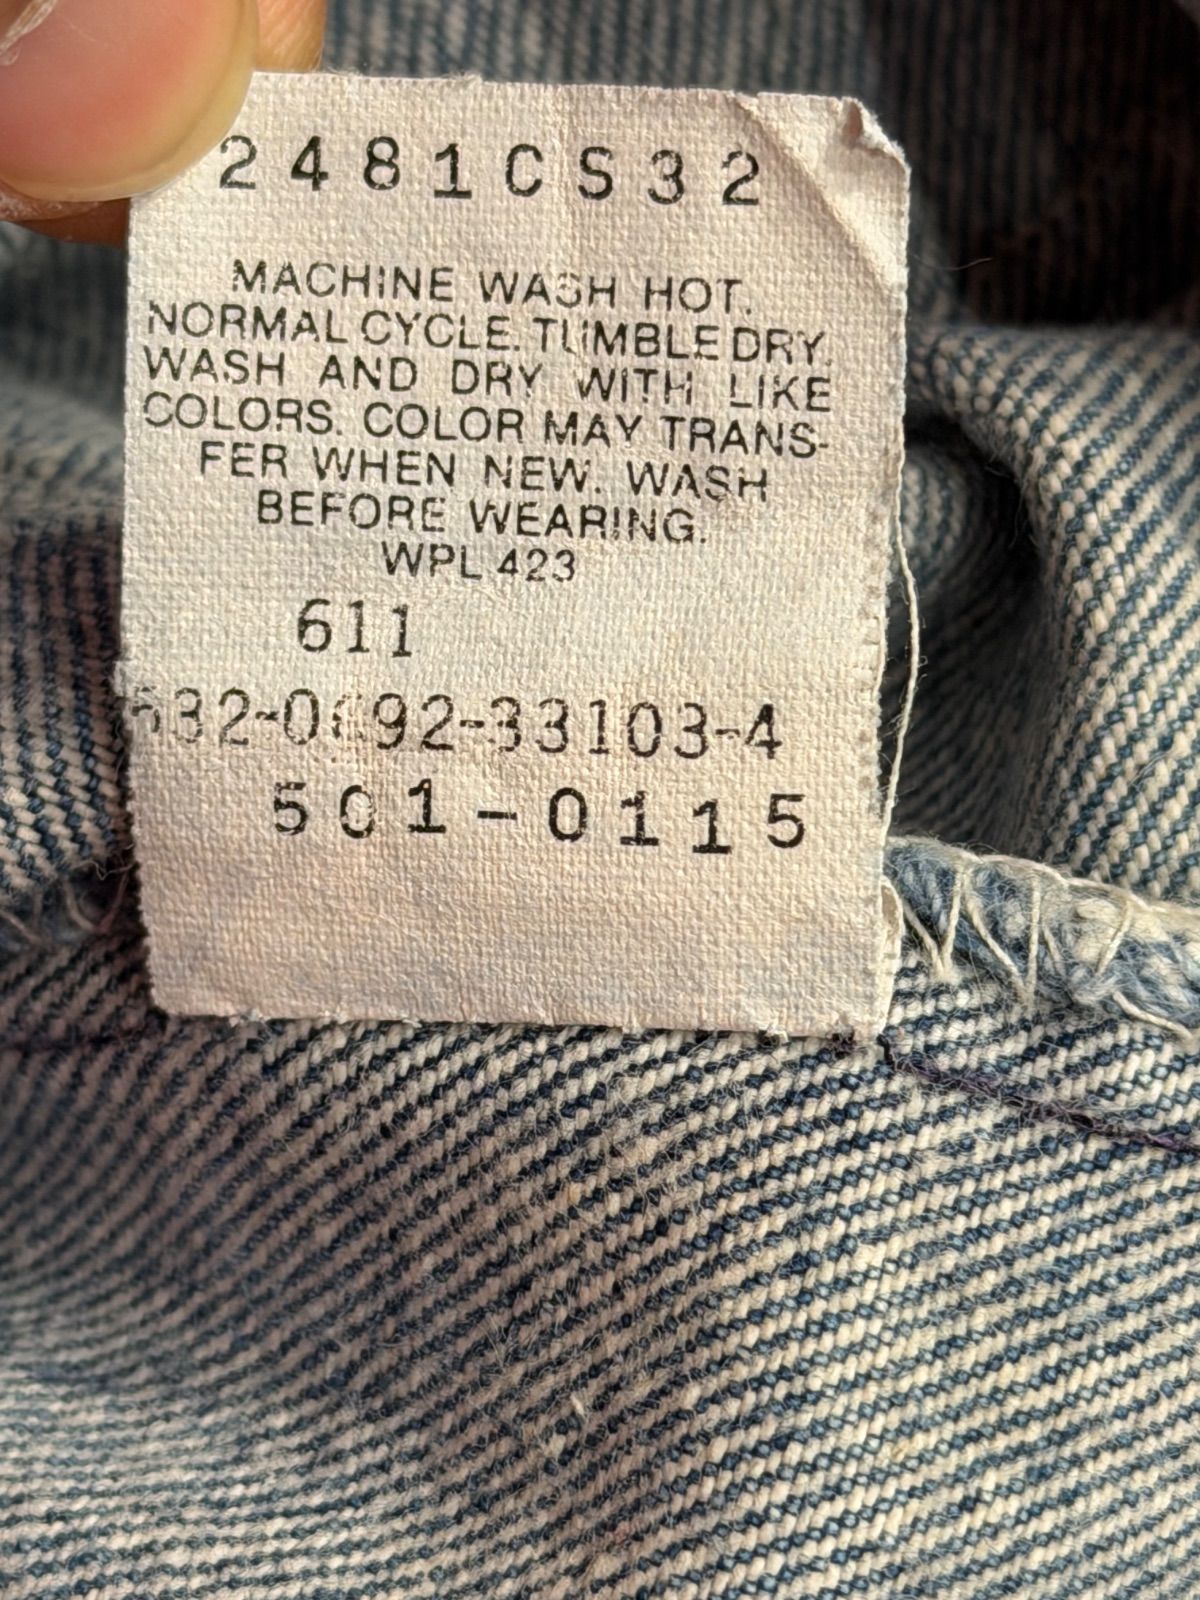 2481CS32
MACHINE WASH HOT.
NORMAL CYCLE. TUMBLE DRY.
WASH AND DRY WITH LIKE
COLORS. COLOR MAY TRANS-
FER WHEN NEW. WASH
BEFORE WEARING.
WPL 423
611
501-0115